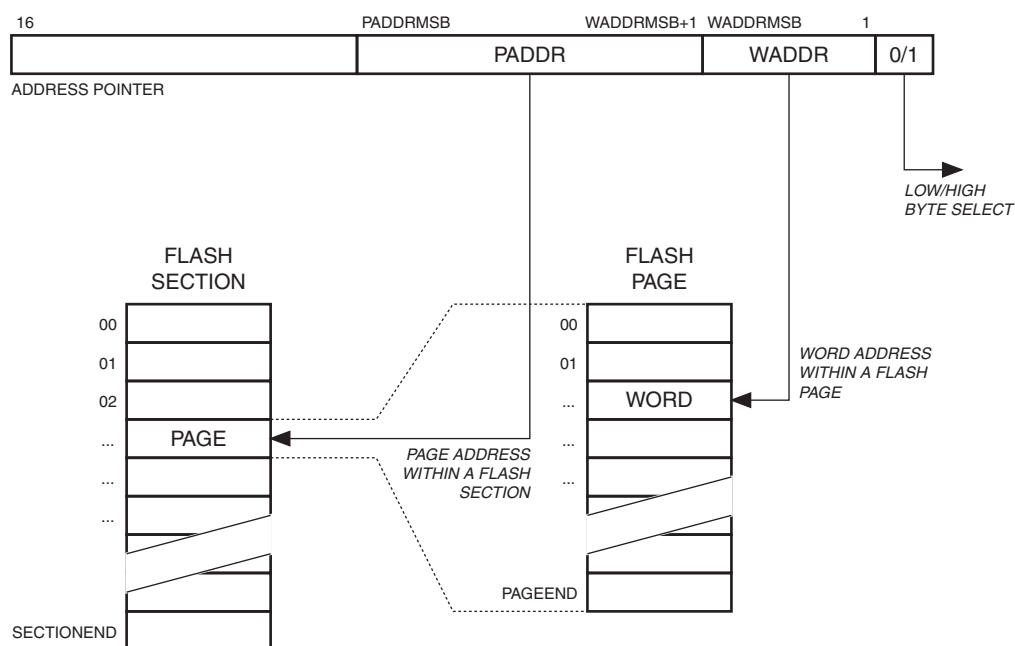 16 PADDRMSB WADDRMSB+1 WADDRMSB 1
PADDR WADDR 0/1
ADDRESS POINTER
LOW/HIGH
BYTE SELECT
FLASH
SECTION
FLASH
PAGE
00
01
02
...
...
...
SECTIONEND
PAGE
PAGE ADDRESS
WITHIN A FLASH
SECTION
00
01
...
...
...
PAGEEND
WORD
WORD ADDRESS
WITHIN A FLASH
PAGE